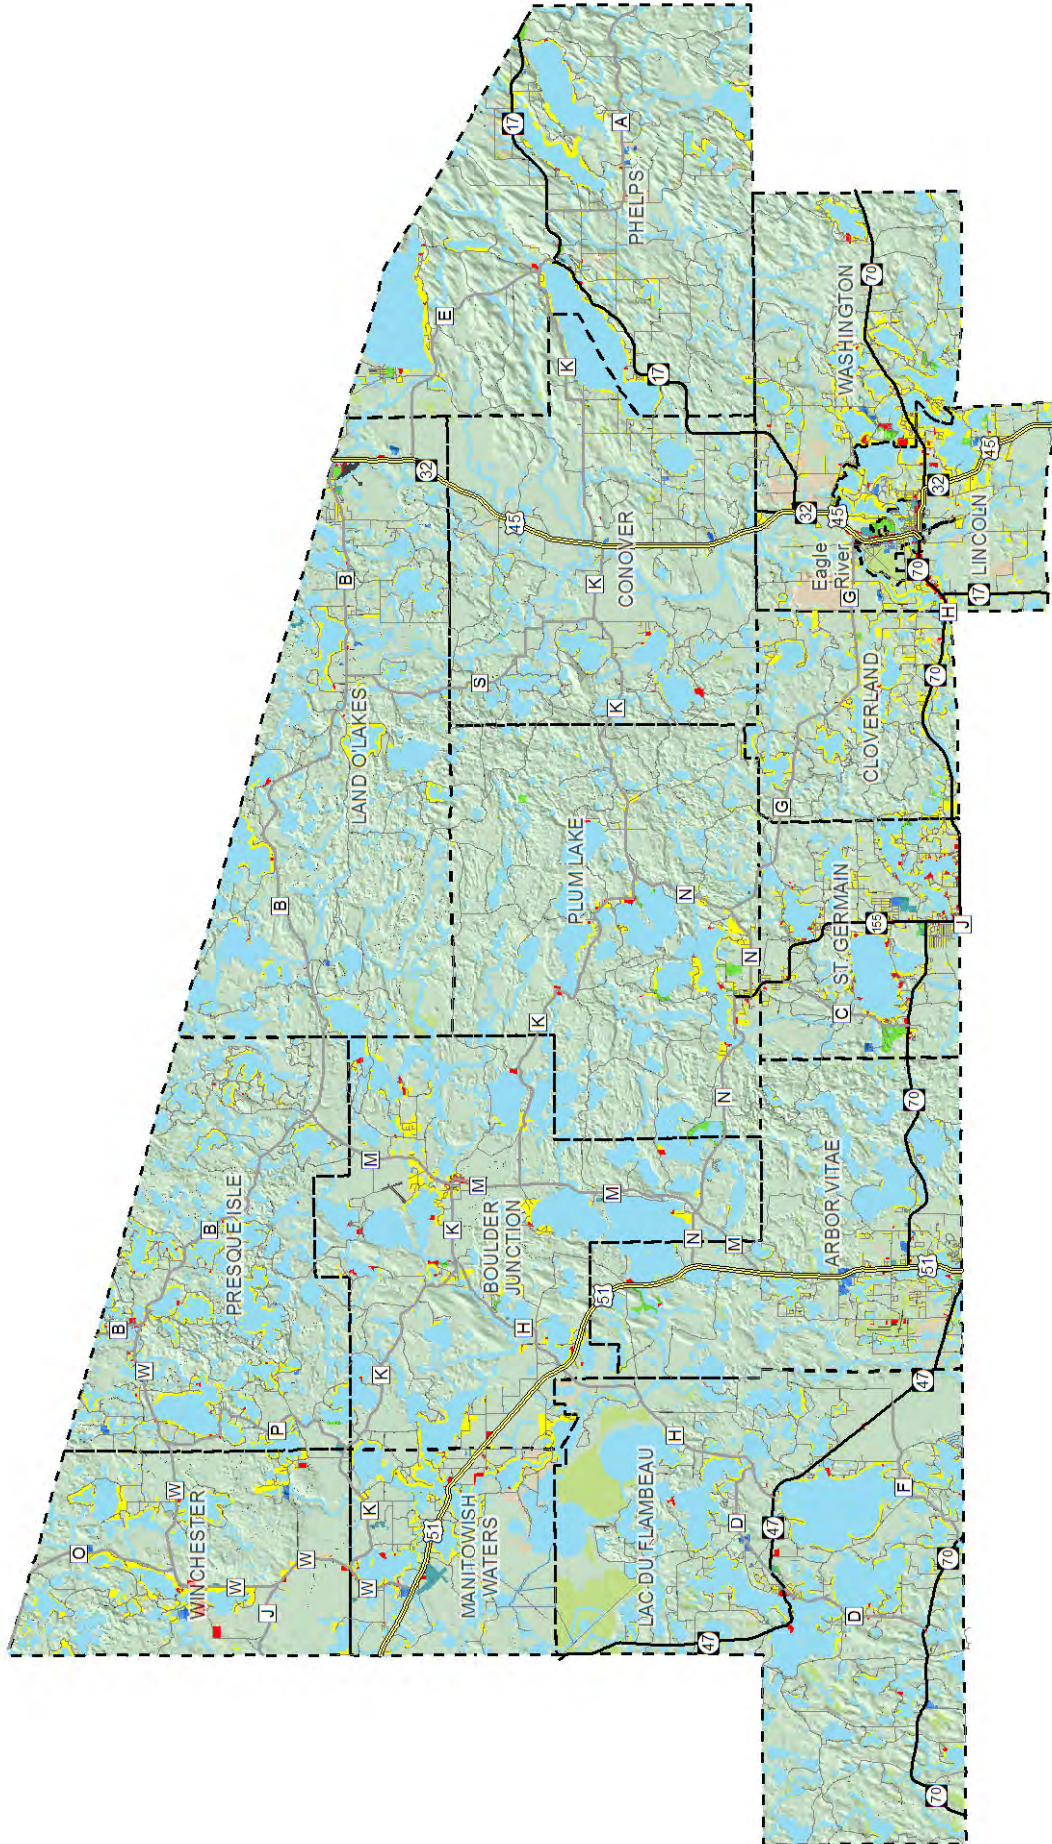 17
A
PHELPS
E
K
17
70
WASHINGTON
32
45
B
32
K
CONOVER
Eagle
River
G
45
32
45
70
LINCOLN
17
H
S
K
LAND O'LAKES
B
PLUM LAKE
N
K
N
N
G
CLOVERLAND
70
ST. GERMAIN
155
C
J
70
ARBOR VITAE
51
PRESQUE ISLE
B
B
W
P
M
M
M
K
BOULDER
JUNCTION
H
K
N
M
51
WINCHESTER
O
W
W
W
J
K
W
51
MANITOWISH
WATERS
LAC DU FLAMBEAU
H
D
47
47
F
70
D
47
70